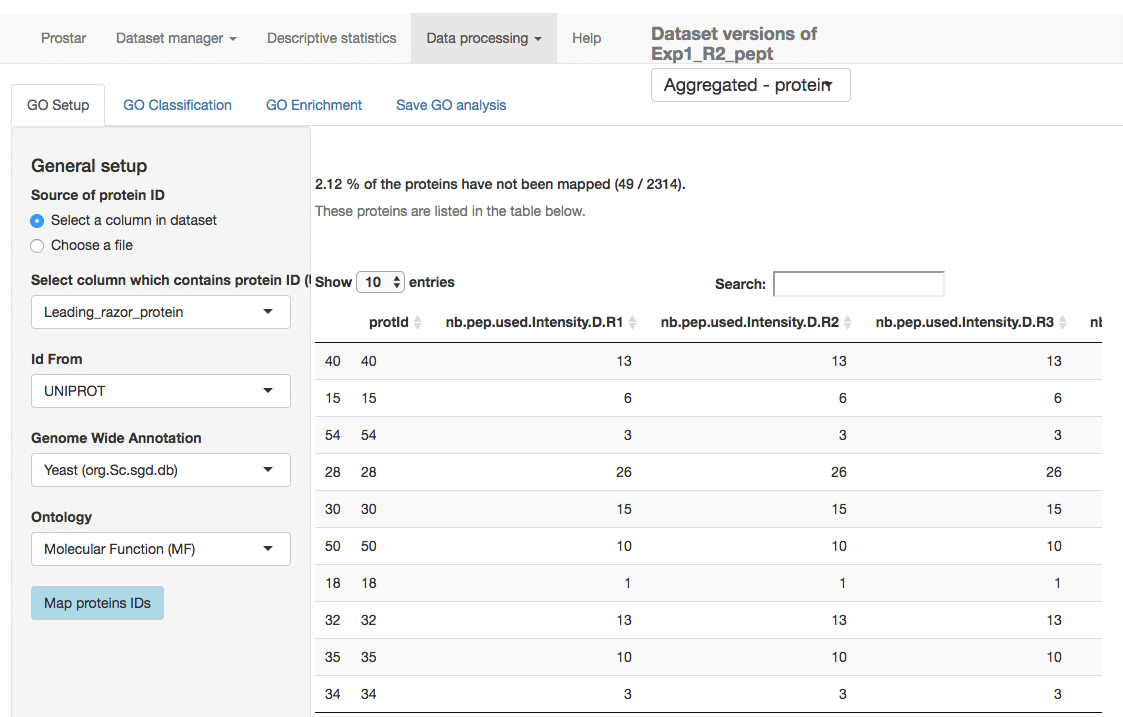 Prostar Dataset manager Descriptive statistics Data processing Help
Dataset versions of
Exp1_R2_pept
Aggregated - protein
GO Setup GO Classification GO Enrichment Save GO analysis
General setup
Source of protein ID
Select a column in dataset
Choose a file
Select column which contains protein ID (
Leading_razor_protein
Id From
UNIPROT
Genome Wide Annotation
Yeast (org.Sc.sgd.db)
Ontology
Molecular Function (MF)
Map proteins IDs
2.12 % of the proteins have not been mapped (49 / 2314).
These proteins are listed in the table below.
Show 10 entries Search:
protId nb.pep.used.Intensity.D.R1 nb.pep.used.Intensity.D.R2 nb.pep.used.Intensity.D.R3
40 40 13 13 13
15 15 6 6 6
54 54 3 3 3
28 28 26 26 26
30 30 15 15 15
50 50 10 10 10
18 18 1 1 1
32 32 13 13 13
35 35 10 10 10
34 34 3 3 3